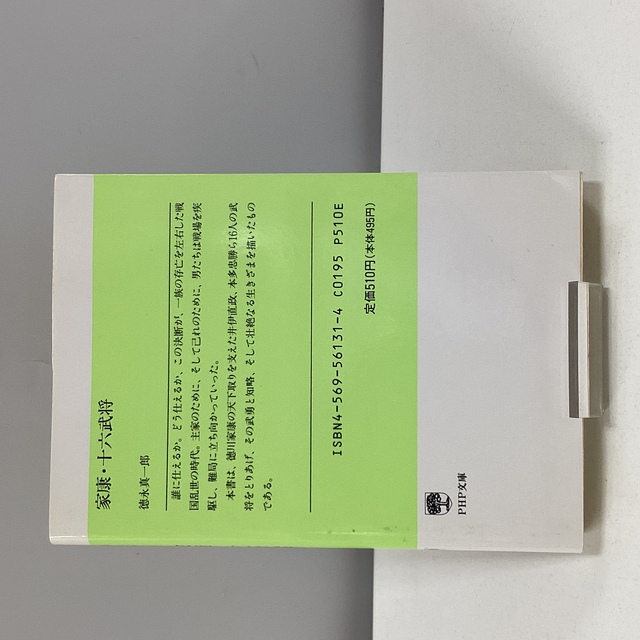 家康・十六武将
徳永真一郎
誰に仕えるか。どう仕えるか、この決断が、一族の存亡を左右した戦
国乱世の時代。主家のために、そして己れのために、男たちは戦場を疾
駆し、難局に立ち向かっていった。
本書は、徳川家康の天下取りを支えた井伊直政、本多忠勝ら16人の武
将をとりあげ、その武勇と知略、そして壮絶なる生きざまを描いたもの
である。
ISBN4-569-56131-4 C0195 P510E
定価510円(本体495円)
PHP文庫